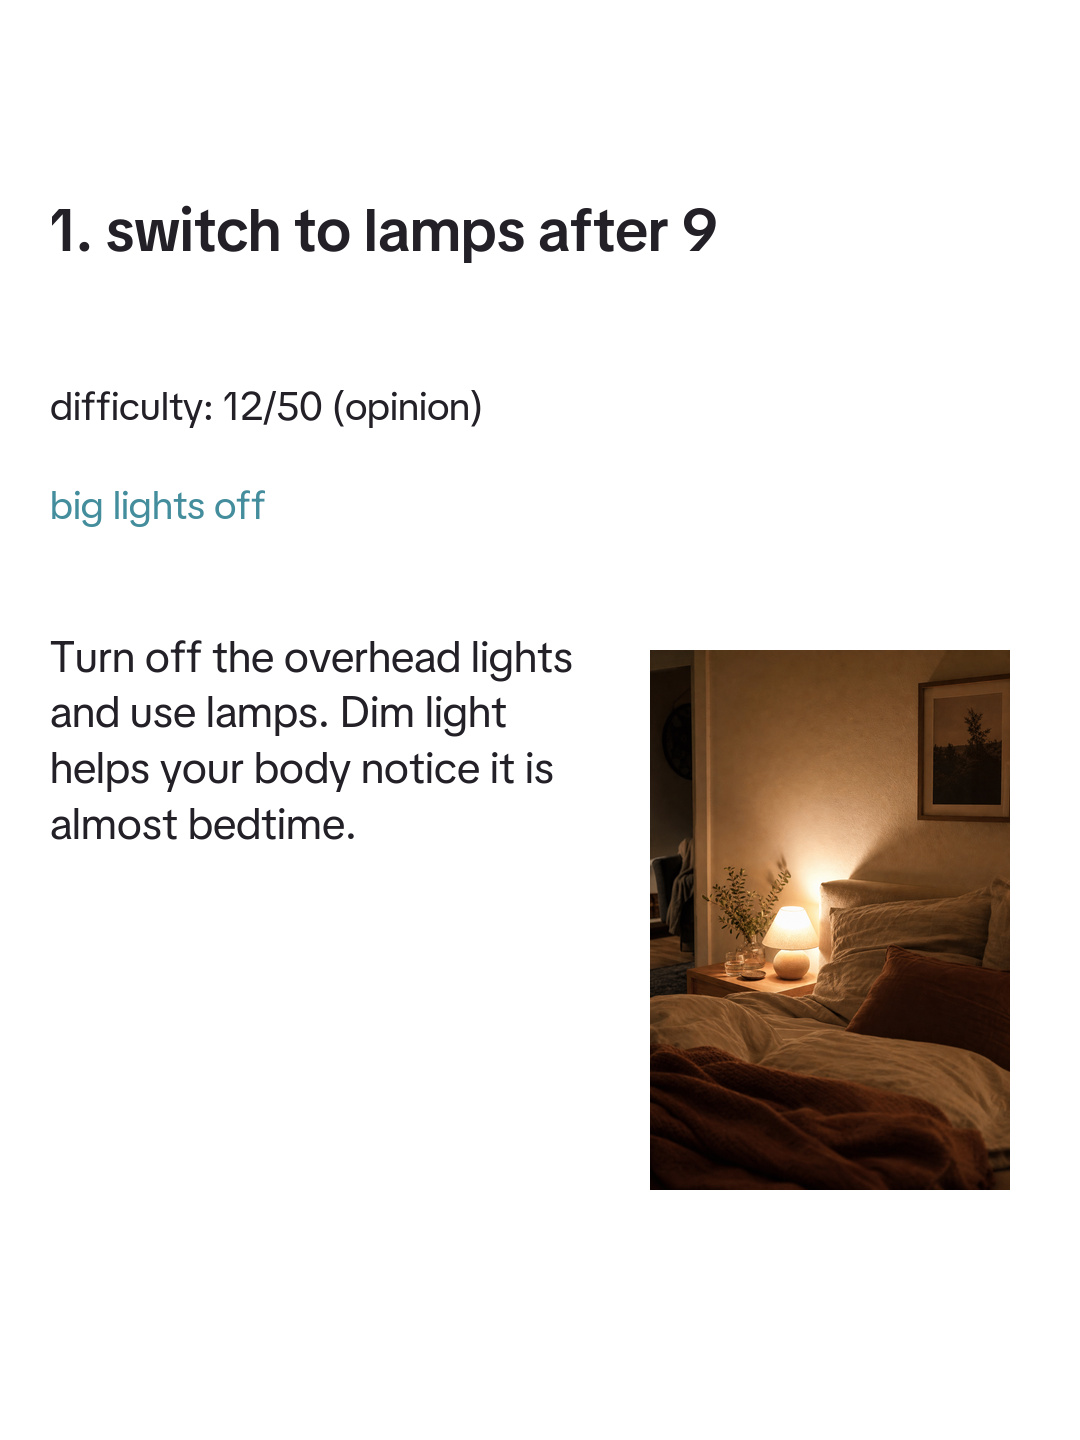 1. switch to lamps after 9
difficulty: 12/50 (opinion)
big lights off
Turn off the overhead lights
and use lamps. Dim light
helps your body notice it is
almost bedtime.